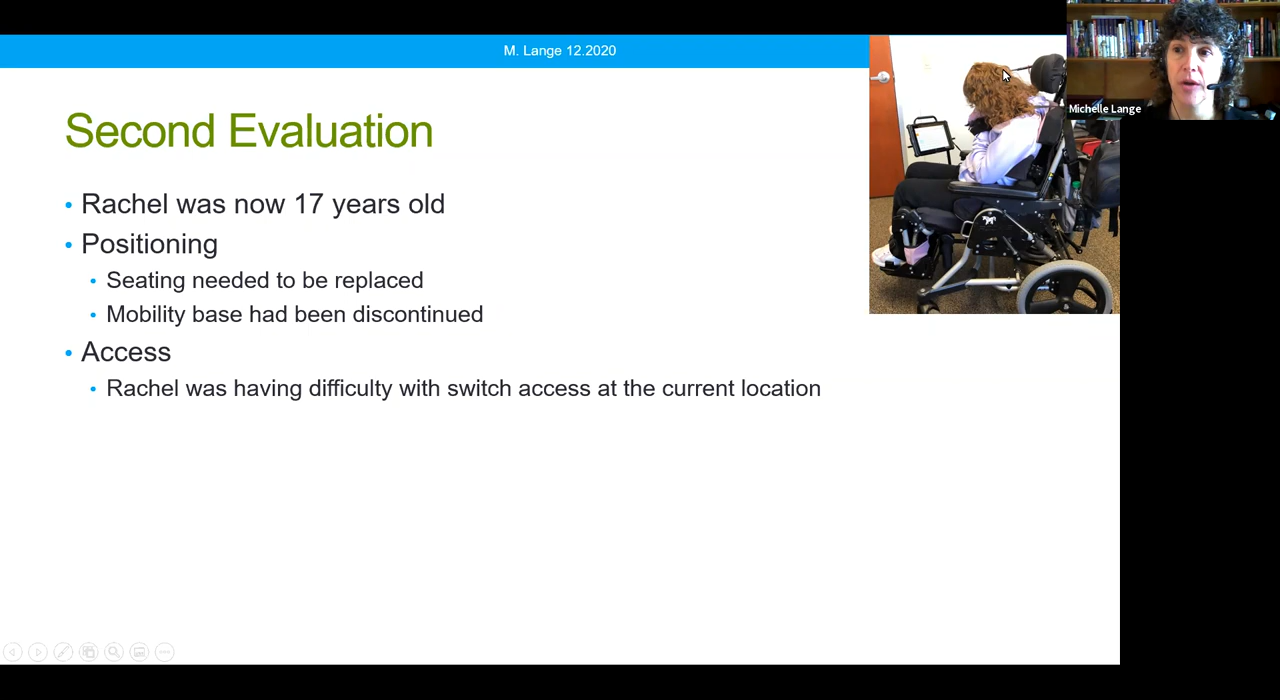 M. Lange 12.2020
Michelle Lange
Second Evaluation
Rachel was now 17 years old
Positioning
Seating needed to be replaced
Mobility base had been discontinued
Access
Rachel was having difficulty with switch access at the current location